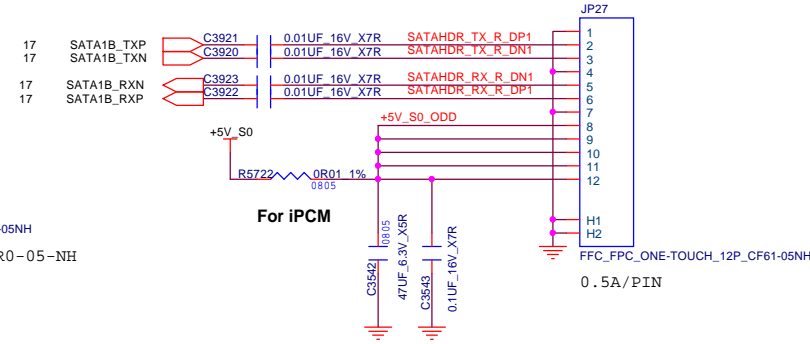 JP27
17 SATA1B_TXP C3921 0.01UF_16V_X7R SATAHDR_TX_R_DP1 1
17 SATA1B_TXN C3920 0.01UF_16V_X7R SATAHDR_TX_R_DN1 2
3
4
17 SATA1B_RXN C3923 0.01UF_16V_X7R SATAHDR_RX_R_DN1 5
17 SATA1B_RXP C3922 0.01UF_16V_X7R SATAHDR_RX_R_DP1 6
7
+5V_S0_ODD 8
+5V_S0 9
10
11
R5722 0R01_1% 12
0805
For iPCM
H1
H2
0805
C3542
47UF_6.3V_X5R
C3543
0.1UF_16V_X7R
-05NH
R0-05-NH
FFC_FPC_ONE-TOUCH_12P_CF61-05NH
0.5A/PIN